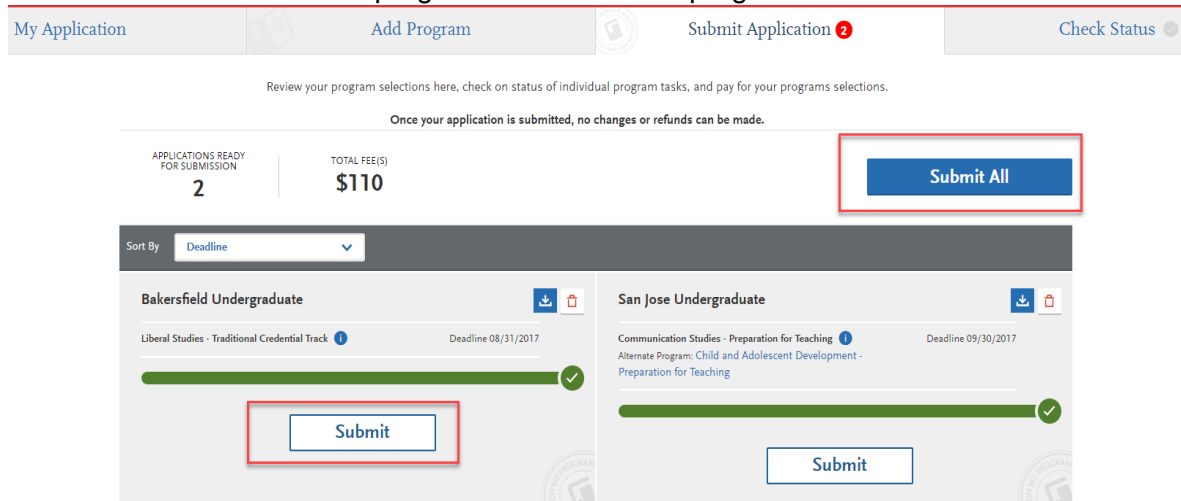 My Application
Add Program
Submit Application 2
Check Status
Review your program selections here, check on status of individual program tasks, and pay for your programs selections.
Once your application is submitted, no changes or refunds can be made.
APPLICATIONS READY
FOR SUBMISSION
2
TOTAL FEE(S)
$110
Submit All
Sort By Deadline
Bakersfield Undergraduate
Liberal Studies - Traditional Credential Track i Deadline 08/31/2017
Submit
San Jose Undergraduate
Communication Studies - Preparation for Teaching i Deadline 09/30/2017
Alternate Program: Child and Adolescent Development -
Preparation for Teaching
Submit